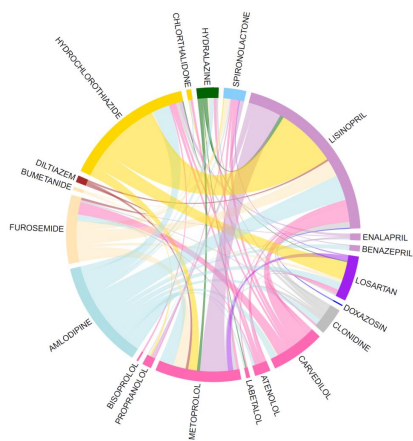 SPIRONOLACTONE
LISINOPRIL
ENALAPRIL
BENAZEPRIL
LOSARTAN
DOXAZOSIN
CLONIDINE
CARVEDILOL
ATENOLOL
LABETALOL
METOPROLOL
PROPRANOLOL
BISOPROLOL
AMLODIPINE
FUROSEMIDE
BUMETANIDE
DILTIAZEM
HYDROCHLOROTHIAZIDE
CHLORTHALIDONE
HYDRALAZINE